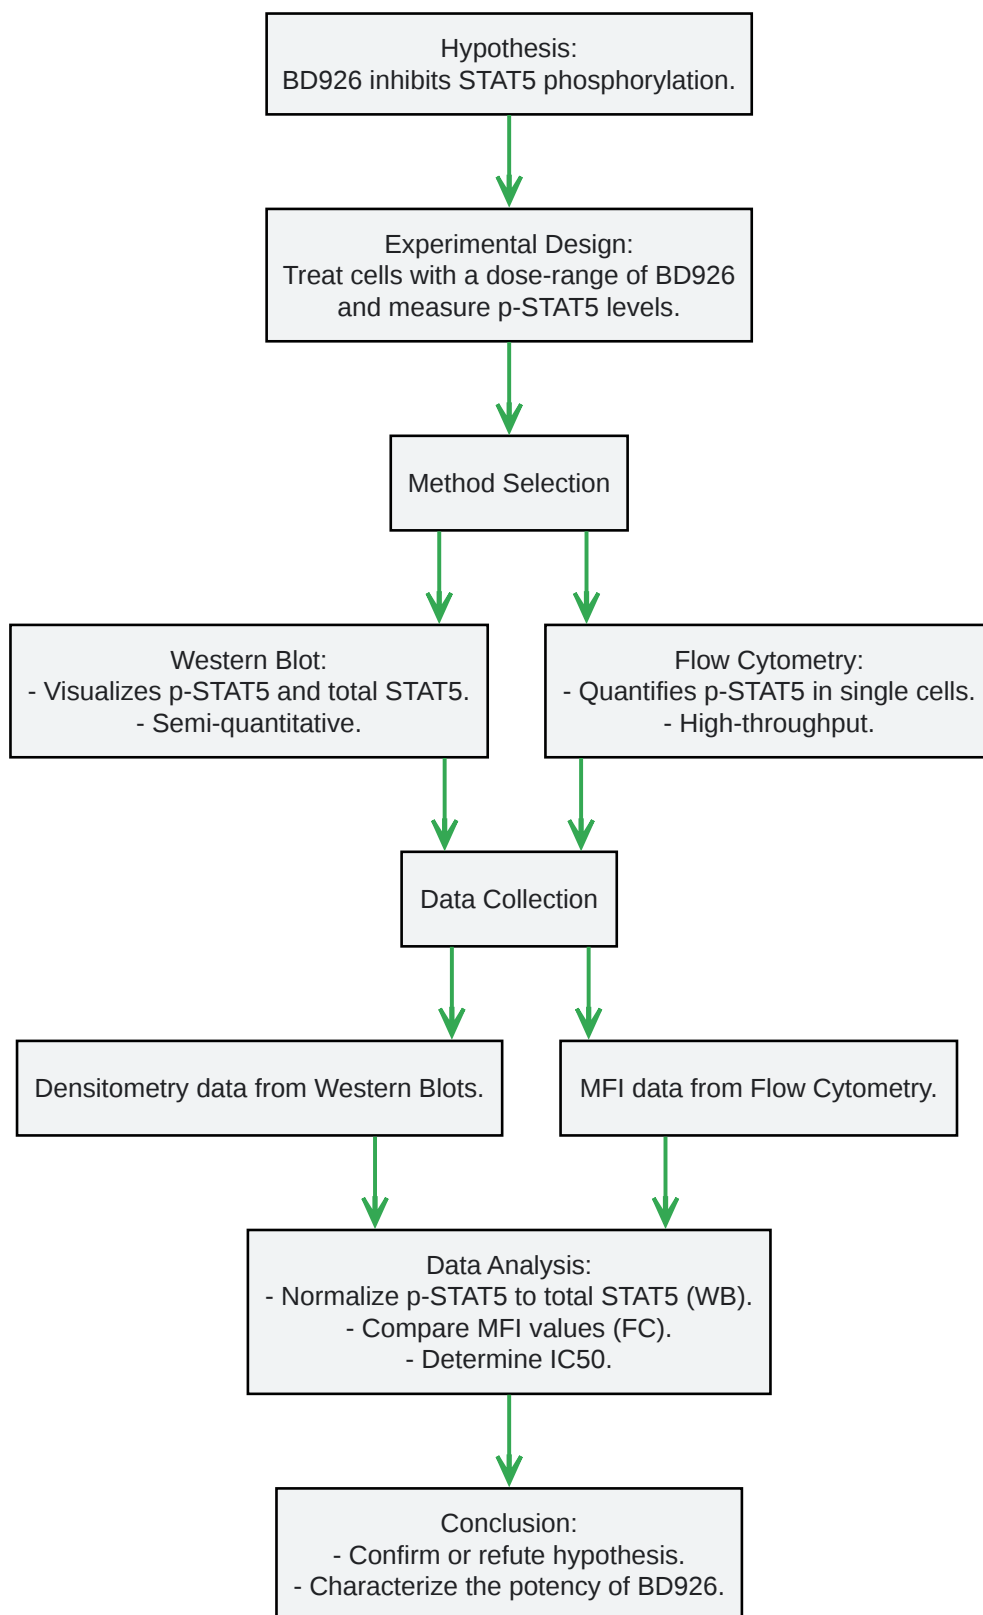 Hypothesis:
BD926 inhibits STAT5 phosphorylation.
Experimental Design:
Treat cells with a dose-range of BD926
and measure p-STAT5 levels.
Method Selection
Western Blot:
- Visualizes p-STAT5 and total STAT5.
- Semi-quantitative.
Flow Cytometry:
- Quantifies p-STAT5 in single cells.
- High-throughput.
Data Collection
Densitometry data from Western Blots.
MFI data from Flow Cytometry.
Data Analysis:
- Normalize p-STAT5 to total STAT5 (WB).
- Compare MFI values (FC).
- Determine IC50.
Conclusion:
- Confirm or refute hypothesis.
- Characterize the potency of BD926.